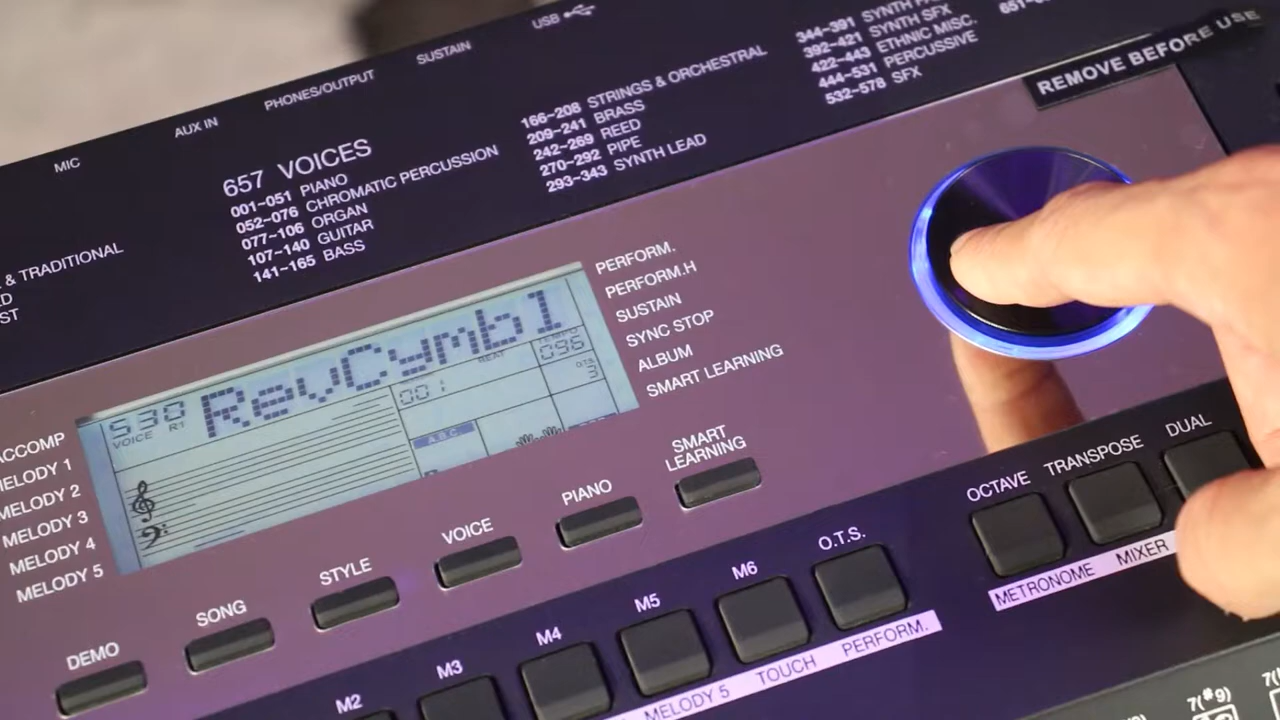 USB
SUSTAIN
PHONES/OUTPUT
AUX IN
MIC
344~391 SYNTH
392~421 SYNTH SFX
422~443 ETHNIC MISC.
444~531 PERCUSSIVE
532~578 SFX
REMOVE BEFORE USE
166~208 STRINGS & ORCHESTRAL
209~241 BRASS
242~269 REED
270~292 PIPE
293~343 SYNTH LEAD
657 VOICES
001~051 PIANO
052~076 CHROMATIC PERCUSSION
077~106 ORGAN
107~140 GUITAR
141~165 BASS
& TRADITIONAL
PERFORM.
PERFORM.H
SUSTAIN
SYNC STOP
ALBUM
SMART LEARNING
RevCymb1
538
VOICE R1
001
BEAT
TEMPO
096
OTS
3
A.B.C.
ACCOMP
MELODY 1
MELODY 2
MELODY 3
MELODY 4
MELODY 5
DEMO
SONG
STYLE
VOICE
PIANO
SMART
LEARNING
OCTAVE
TRANSPOSE
DUAL
METRONOME
MIXER
M2
M3
M4
M5
M6
O.T.S.
MELODY 5
TOUCH
PERFORM.
7(#9)